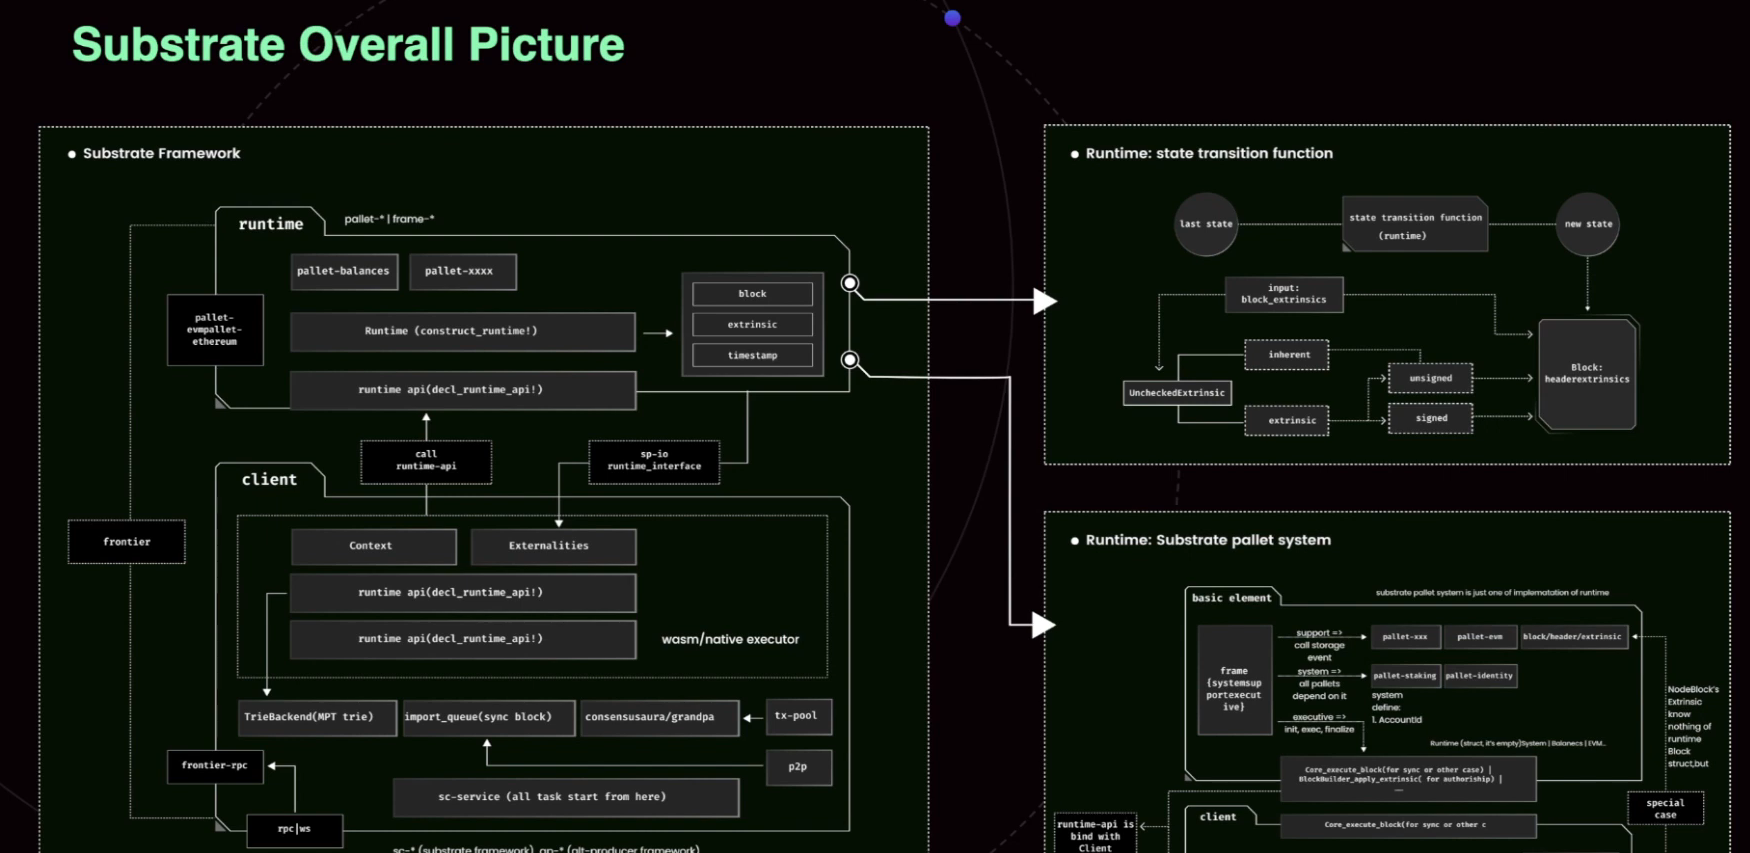 Substrate Overall Picture
Substrate Framework
runtime
pallet-* | frame-*
pallet-balances
pallet-xxxx
block
extrinsic
timestamp
pallet-
evmpallet-
ethereum
Runtime (construct_runtime!)
runtime api(decl_runtime_api!)
call
runtime-api
sp-io
runtime_interface
client
frontier
Context
Externalities
runtime api(decl_runtime_api!)
runtime api(decl_runtime_api!)
wasm/native executor
TrieBackend(MPT trie)
import_queue(sync block)
consensusaura/grandpa
tx-pool
frontier-rpc
p2p
sc-service (all task start from here)
rpc|ws
sc-* (substrate framework), ap-* (alt-producer framework)
Runtime: state transition function
last state
state transition function
(runtime)
new state
input:
block_extrinsics
inherent
unsigned
UncheckedExtrinsic
extrinsic
signed
Block:
headerextrinsics
Runtime: Substrate pallet system
basic element
substrate pallet system is just one of implematation of runtime
frame
{systemsup
portexecut
ive}
support =>
call storage
event
pallet-xxx
pallet-evm
block/header/extrinsic
system =>
all pallets
depend on it
pallet-staking
pallet-identity
system
define:
1. AccountId
executive =>
init, exec, finalize
Runtime (struct, it's empty)System | Balanecs | EVM...
NodeBlock's
Extrinsic
know
nothing of
runtime
Block
struct,but
Core_execute_block(for sync or other case) |
BlockBuilder_apply_extrinsic( for authoriship) |
special
case
client
Core_execute_block(for sync or other c
runtime-api is
bind with
Client